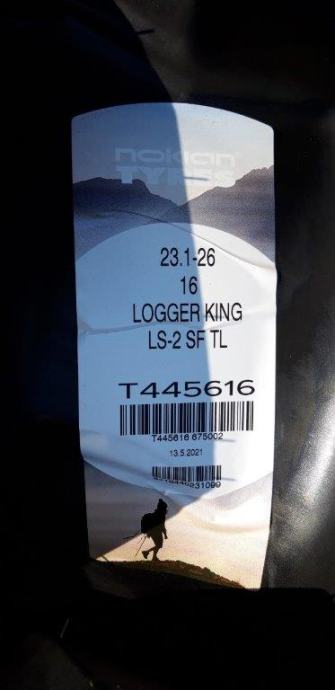 nokian
TYRES
23.1-26
16
LOGGER KING
LS-2 SF TL
T445616
T445616 675002
13.5.2021